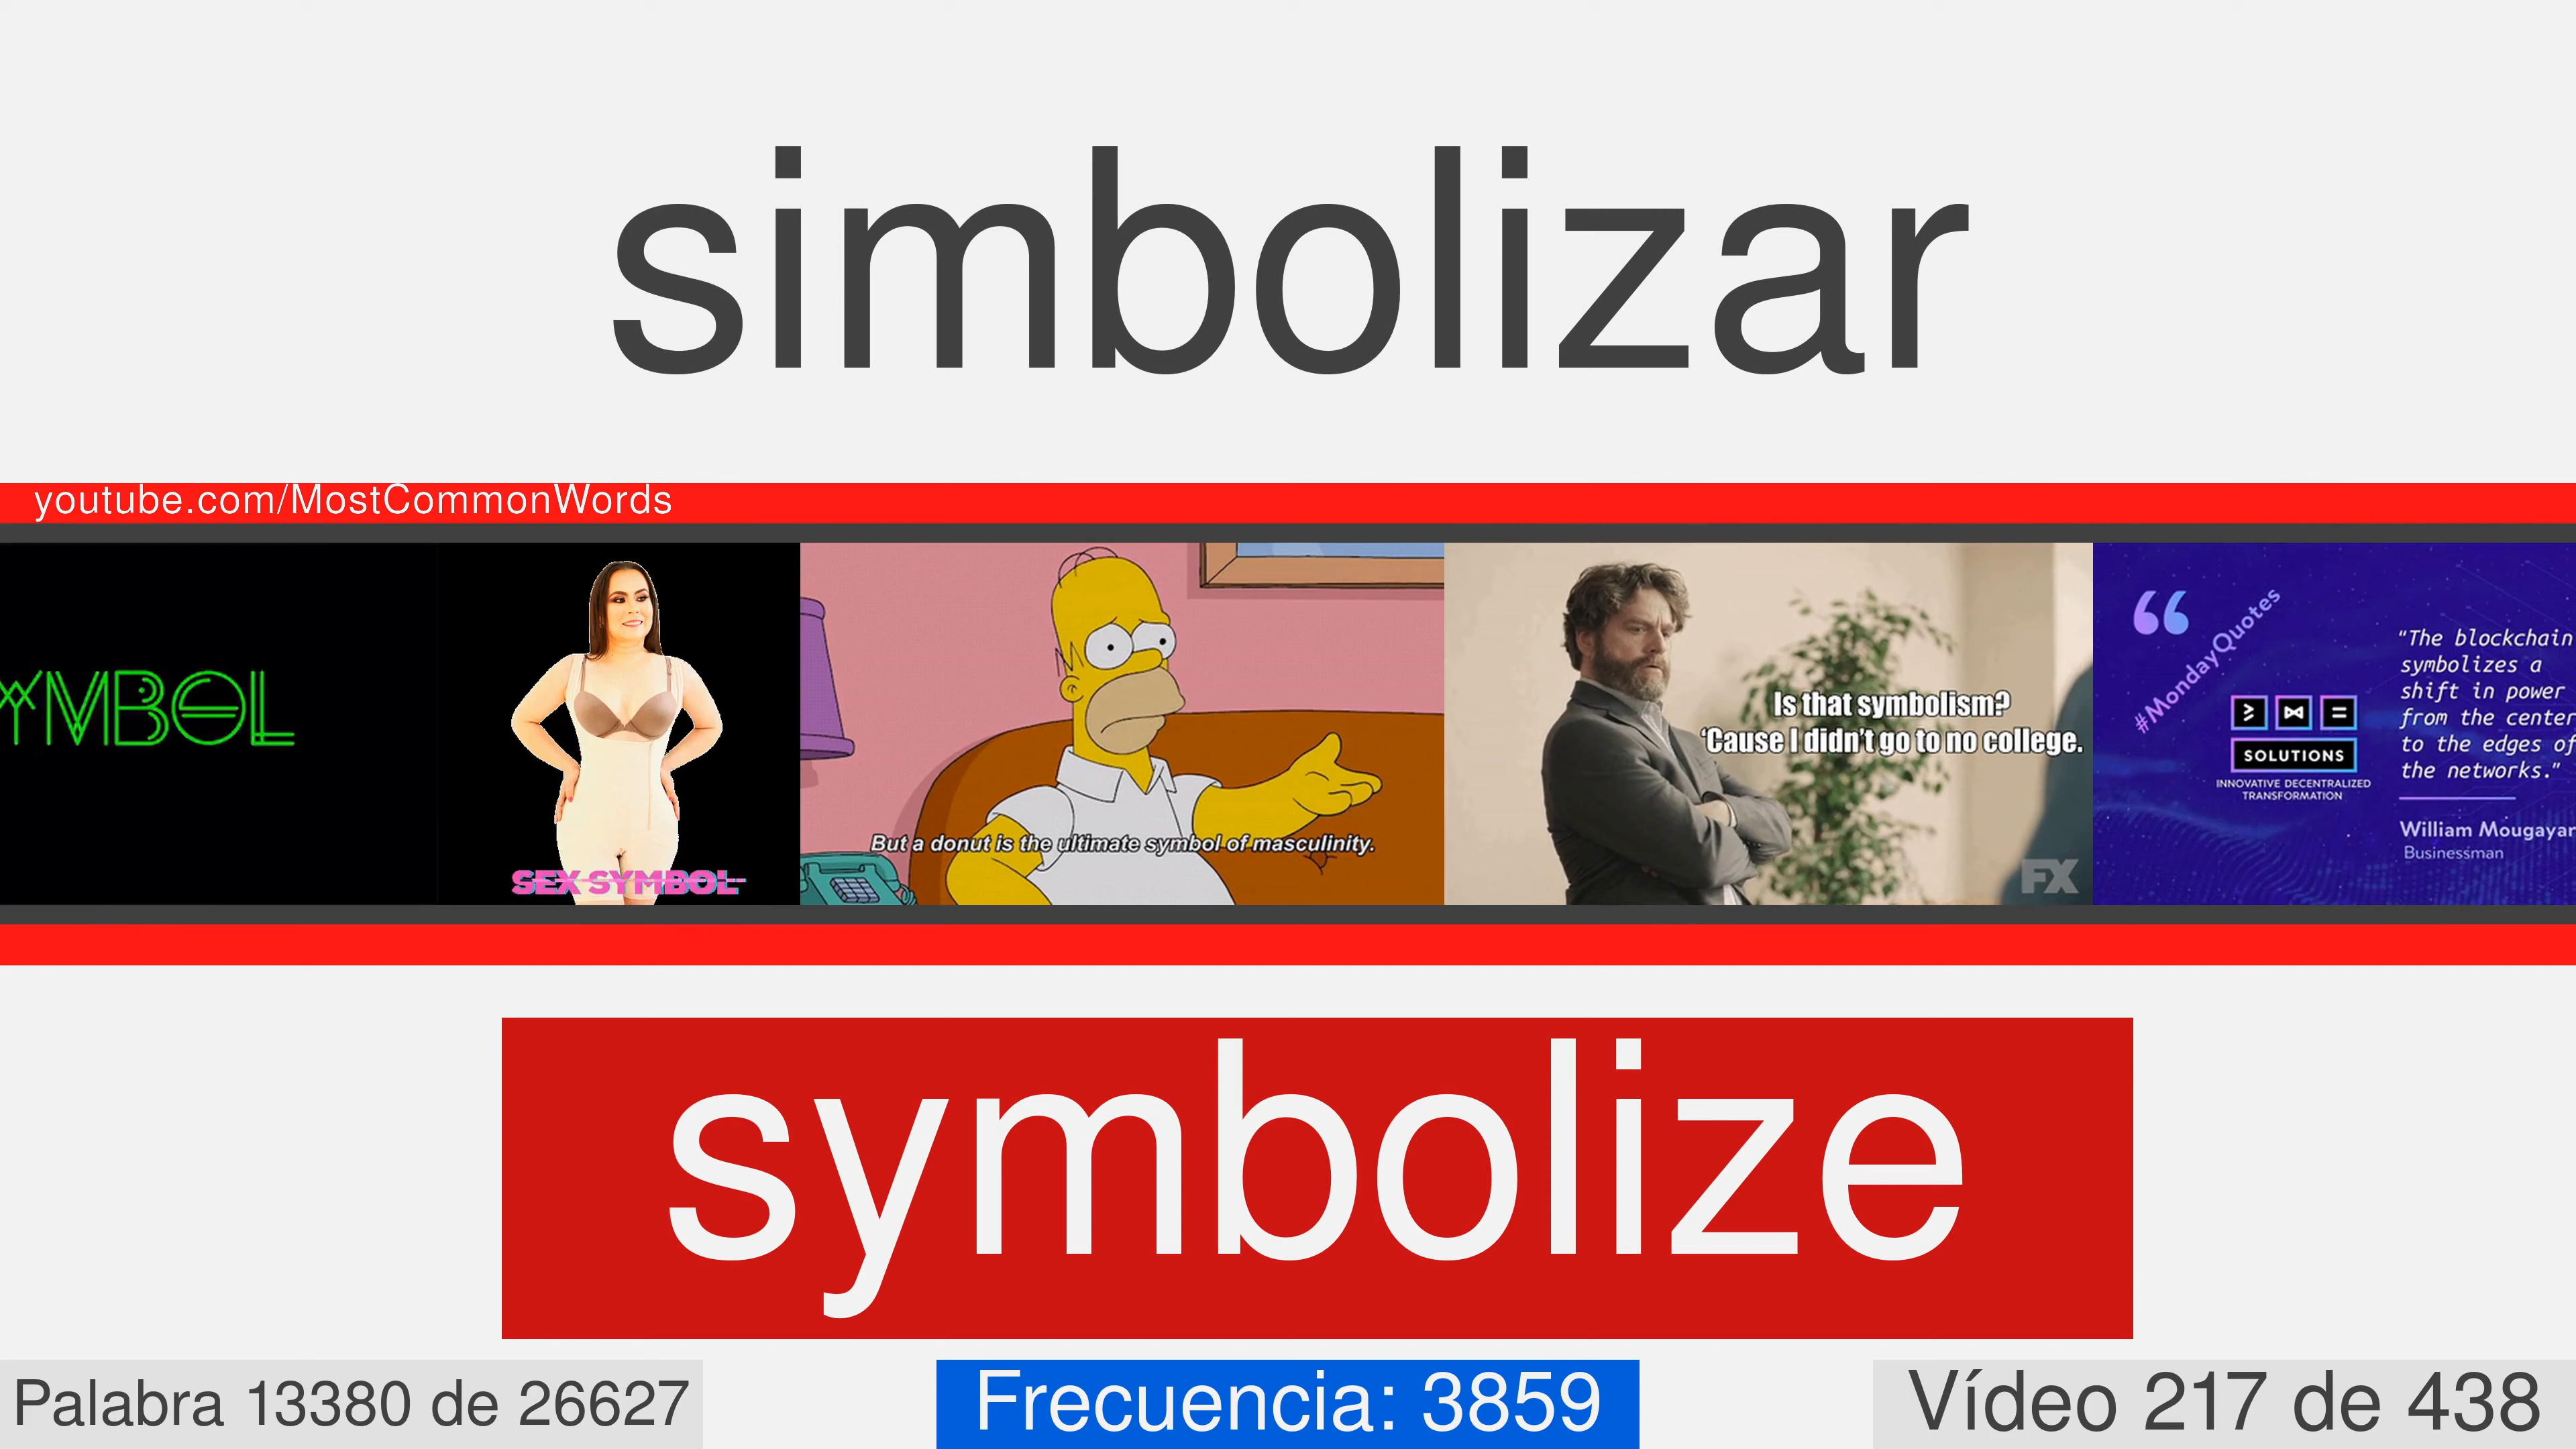 simbolizar
youtube.com/MostCommonWords
YMBOL
SEX SYMBOL
But a donut is the ultimate symbol of masculinity.
Is that symbolism?
'Cause I didn't go to no college.
FX
“
#MondayQuotes
SOLUTIONS
INNOVATIVE DECENTRALIZED
TRANSFORMATION
"The blockchain
symbolizes a
shift in power
from the center
to the edges of
the networks."
William Mougayar
Businessman
symbolize
Palabra 13380 de 26627
Frecuencia: 3859
Vídeo 217 de 438